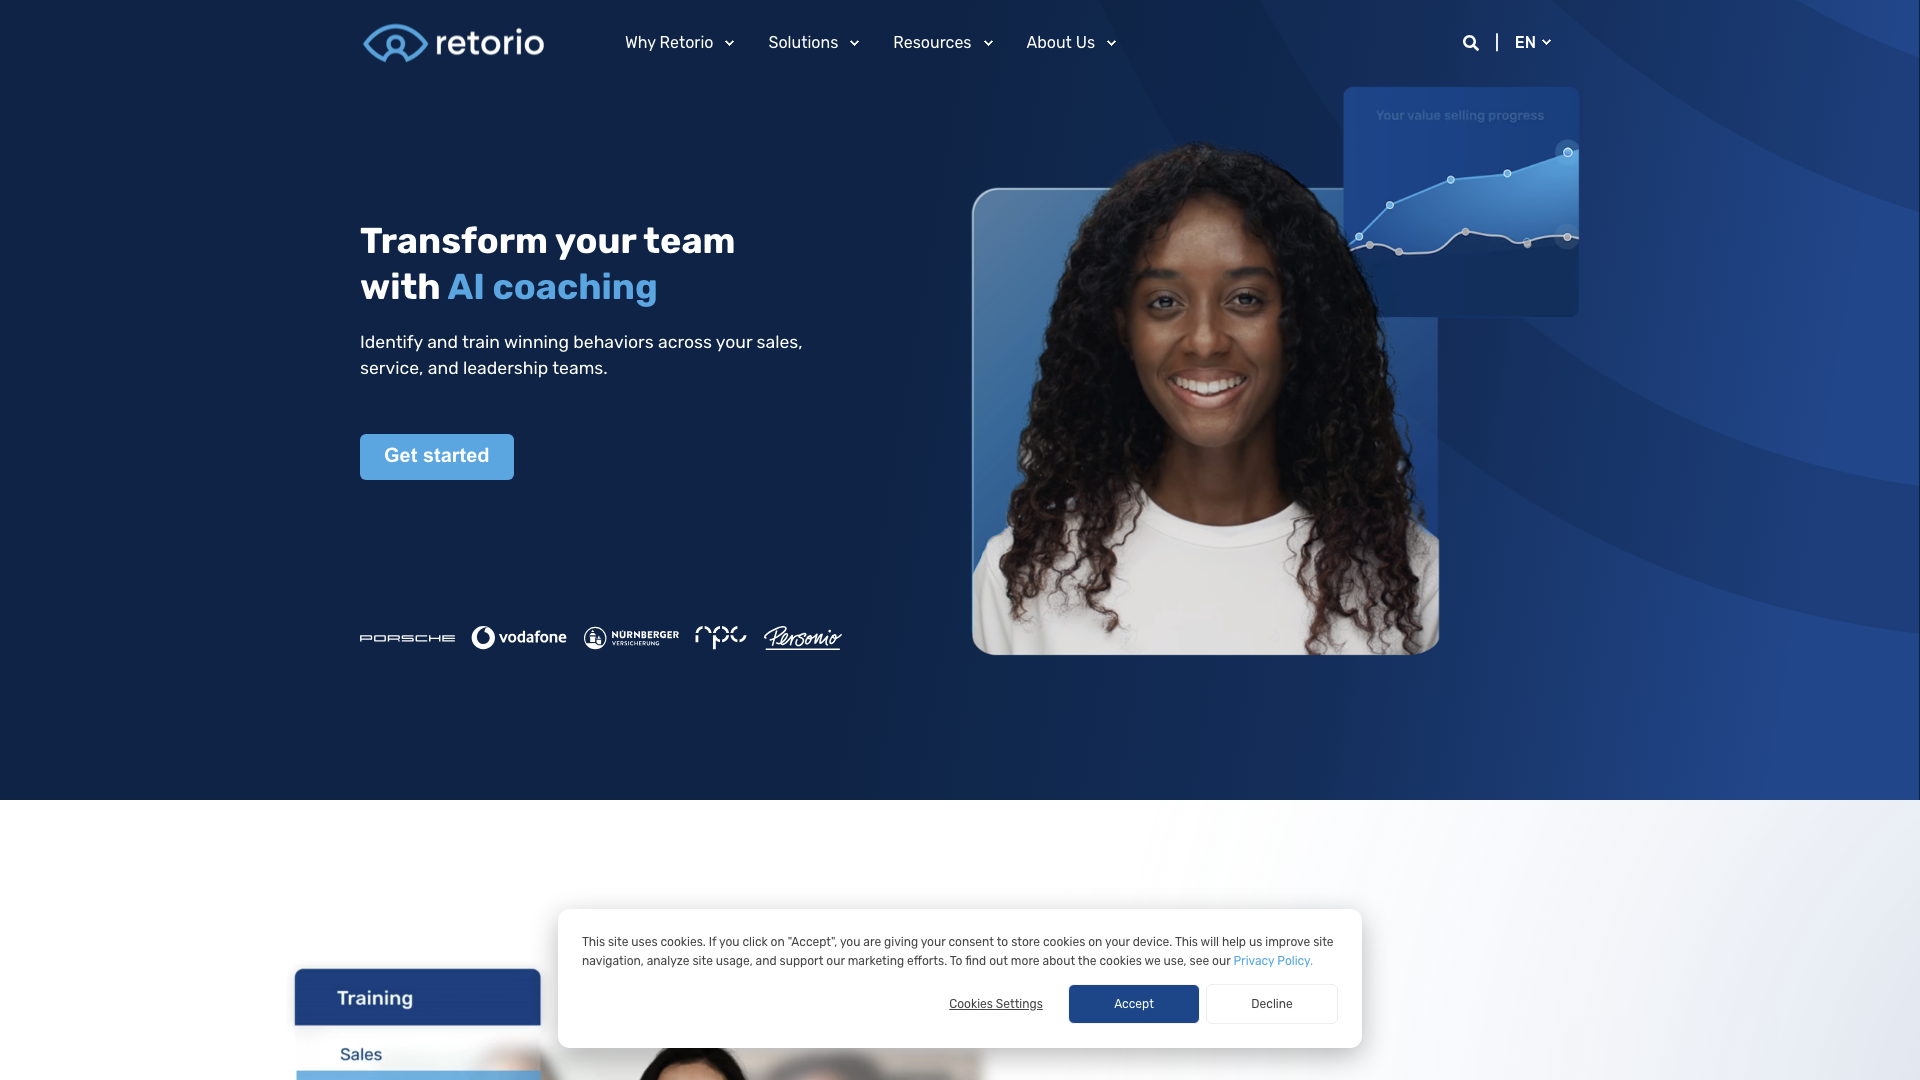 retorio
Why Retorio
Solutions
Resources
About Us
EN
Your value selling progress
Transform your team
with AI coaching
Identify and train winning behaviors across your sales,
service, and leadership teams.
Get started
PORSCHE
vodafone
NÜRNBERGER
VERSICHERUNG
rpc
Personio
This site uses cookies. If you click on "Accept", you are giving your consent to store cookies on your device. This will help us improve site
navigation, analyze site usage, and support our marketing efforts. To find out more about the cookies we use, see our Privacy Policy.
Cookies Settings
Accept
Decline
Training
Sales